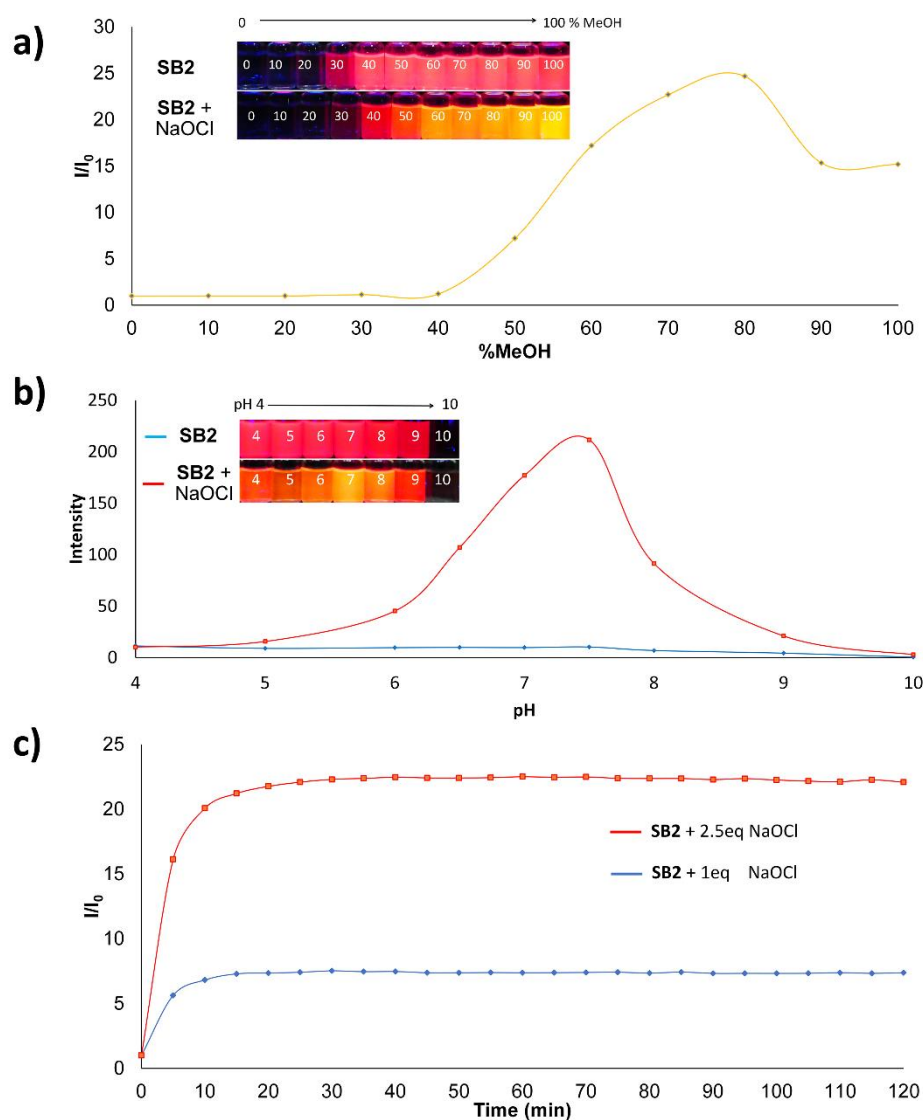 a)
0 100 % MeOH
SB2
0 10 20 30 40 50 60 70 80 90 100
SB2 +
NaOCl
0 10 20 30 40 50 60 70 80 90 100
I/I0
30
25
20
15
10
5
0
0 10 20 30 40 50 60 70 80 90 100
%MeOH
b)
pH 4 10
SB2
4 5 6 7 8 9 10
SB2 +
NaOCl
4 5 6 7 8 9 10
Intensity
250
200
150
100
50
0
4 5 6 7 8 9 10
pH
c)
I/I0
25
20
15
10
5
0
SB2 + 2.5eq NaOCl
SB2 + 1eq NaOCl
0 10 20 30 40 50 60 70 80 90 100 110 120
Time (min)